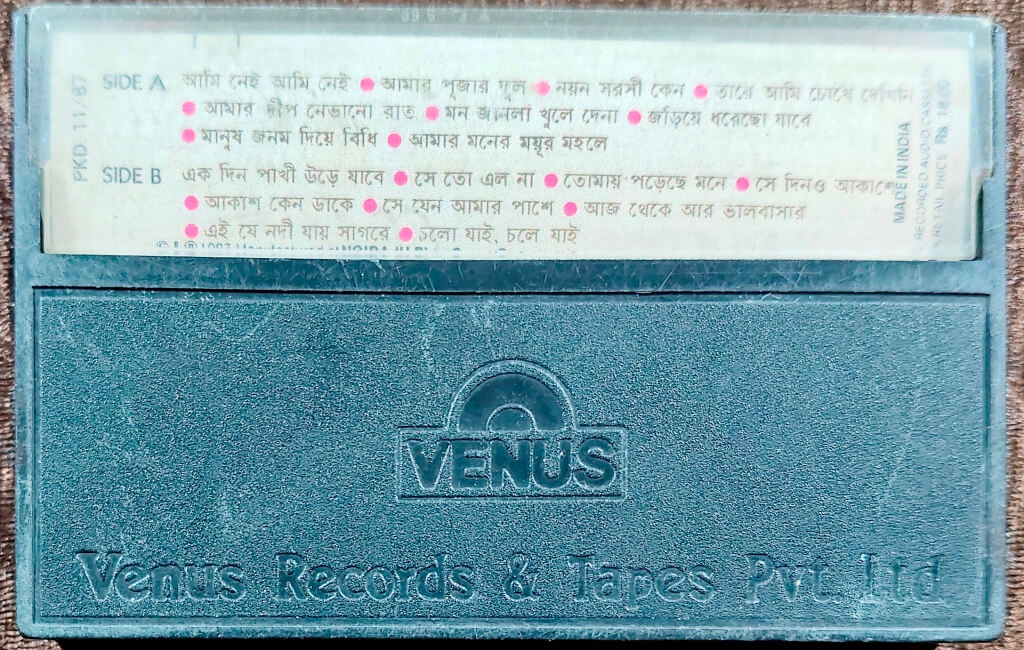 PKD. 11/87
SIDE A আমি নেই আমি নেই ● আমার পূজার ফুল ● নয়ন সরসী কেন ● তারে আমি চোখে দেখিনি
● আমার দীপ নেভানো রাত ● মন জানলা খুলে দেনা ● জড়িয়ে ধরেছো যারে
● মানুষ জনম দিয়ে বিধি ● আমার মনের ময়ূর মহলে
SIDE B এক দিন পাখী উড়ে যাবে ● সে তো এল না ● তোমায় পড়েছে মনে ● সে দিনও আকাশে
● আকাশ কেন ডাকে ● সে যেন আমার পাশে ● আজ থেকে আর ভালবাসার
● এই যে নদী যায় সাগরে ● চলো যাই, চলে যাই
MADE IN INDIA
RECORDED AUDIO CASSETTE
RETAIL PRICE Rs 18.00
VENUS
Venus Records & Tapes Pvt. Ltd